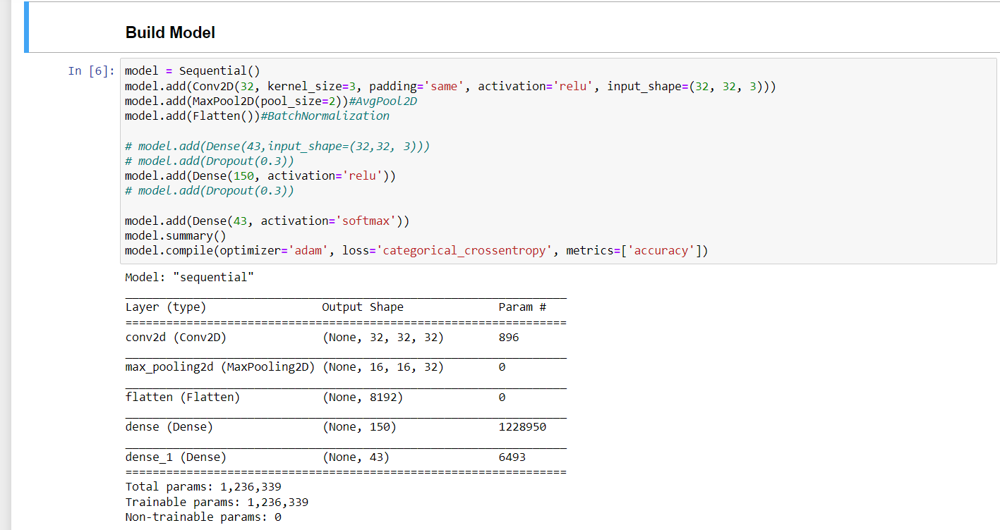 Build Model
In [6]: model = Sequential()
model.add(Conv2D(32, kernel_size=3, padding='same', activation='relu', input_shape=(32, 32, 3)))
model.add(MaxPool2D(pool_size=2))#AvgPool2D
model.add(Flatten())#BatchNormalization
# model.add(Dense(43,input_shape=(32,32, 3)))
# model.add(Dropout(0.3))
model.add(Dense(150, activation='relu'))
# model.add(Dropout(0.3))
model.add(Dense(43, activation='softmax'))
model.summary()
model.compile(optimizer='adam', loss='categorical_crossentropy', metrics=['accuracy'])
Model: "sequential"
_________________________________________________________________
Layer (type) Output Shape Param #
=================================================================
conv2d (Conv2D) (None, 32, 32, 32) 896
_________________________________________________________________
max_pooling2d (MaxPooling2D) (None, 16, 16, 32) 0
_________________________________________________________________
flatten (Flatten) (None, 8192) 0
_________________________________________________________________
dense (Dense) (None, 150) 1228950
_________________________________________________________________
dense_1 (Dense) (None, 43) 6493
=================================================================
Total params: 1,236,339
Trainable params: 1,236,339
Non-trainable params: 0